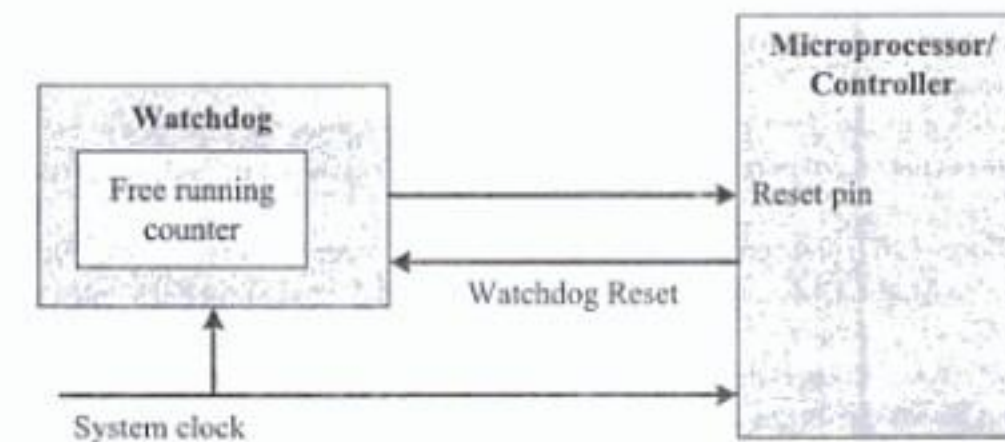 Microprocessor/
Controller
Watchdog
Free running
counter
Reset pin
Watchdog Reset
System clock